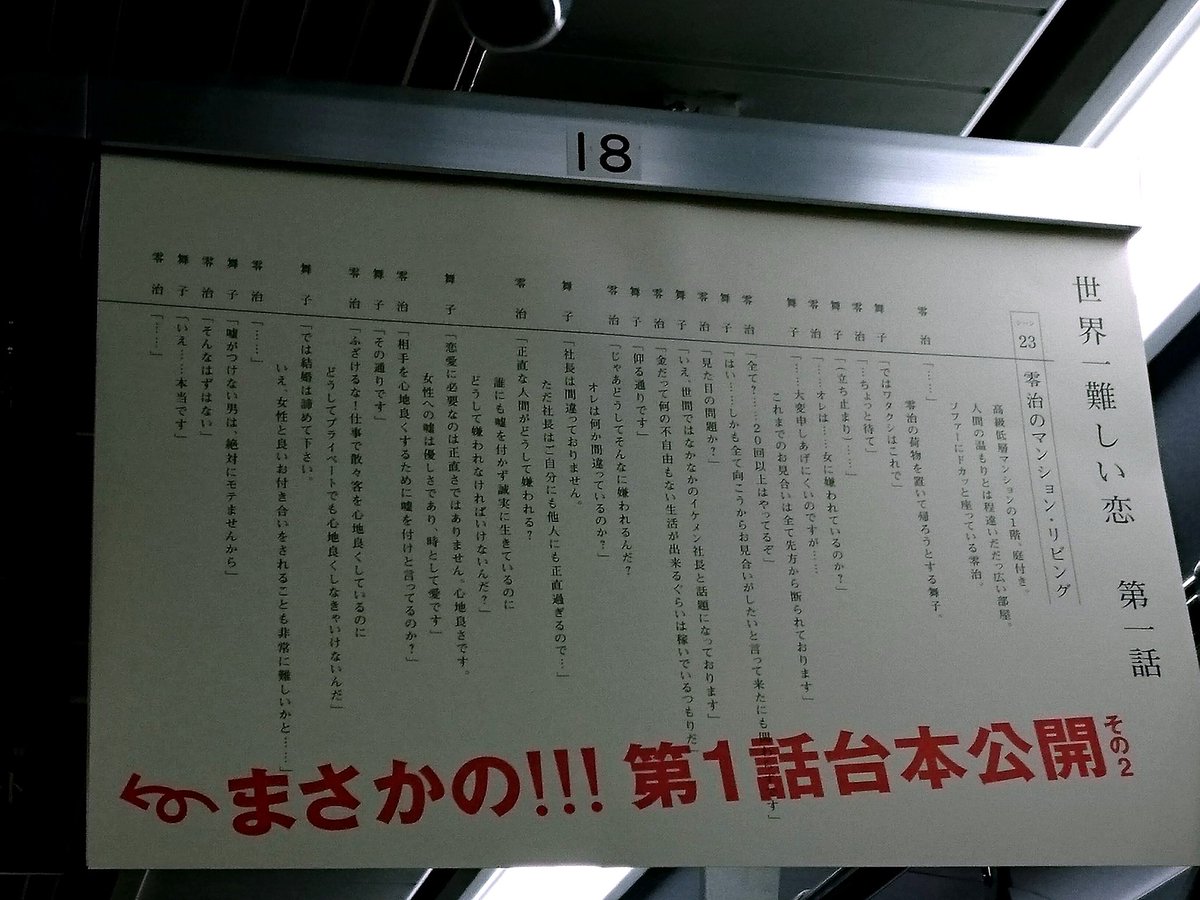 18
世界一難しい恋 第一話
シーン23 零治のマンション・リビング
高級低層マンションの1階。庭付き。
人間の温もりとは程遠いだだっ広い部屋。
ソファーにドカッと座っている零治。
零治「……」
零治の荷物を置いて帰ろうとする舞子。
舞子「ではワタクシはこれで」
零治「…ちょっと待て」
舞子「（立ち止まり）……」
零治「…オレは……女に嫌われているのか？」
舞子「……大変申しあげにくいのですが…
これまでのお見合いは全て先方から断られております」
零治「全て？……20回以上はやってるぞ」
舞子「はい…しかも全て向こうからお見合いがしたいと言って来たにも
零治「見た目の問題か？」
舞子「いえ、世間ではなかなかのイケメン社長と話題になっております」
零治「金だって何の不自由もない生活が出来るぐらいは稼いでいるつもりだ」
舞子「仰る通りです」
零治「じゃあどうしてそんなに嫌われるんだ？
オレは何か間違っているのか？」
舞子「社長は間違っておりません。
ただ社長はご自分にも他人にも正直過ぎるので…」
零治「正直な人間がどうして嫌われる？
誰にも嘘を付かず誠実に生きているのに
どうして嫌われなければいけないんだ？」
舞子「恋愛に必要なのは正直さではありません。心地良さです。
女性への嘘は優しさであり、時として愛です」
零治「相手を心地良くするために嘘を付けと言ってるのか？」
舞子「その通りです」
零治「ふざけるな！仕事で散々客を心地良くしているのに
どうしてプライベートでも心地良くしなきゃいけないんだ」
舞子「では結婚は諦めて下さい。
いえ、女性と良いお付き合いをされることも非常に難しいかと……」
零治「……」
舞子「嘘がつけない男は、絶対にモテませんから」
零治「そんなはずはない」
舞子「いえ……本当です」
零治「……」
まさかの!!! 第1話台本公開 その2